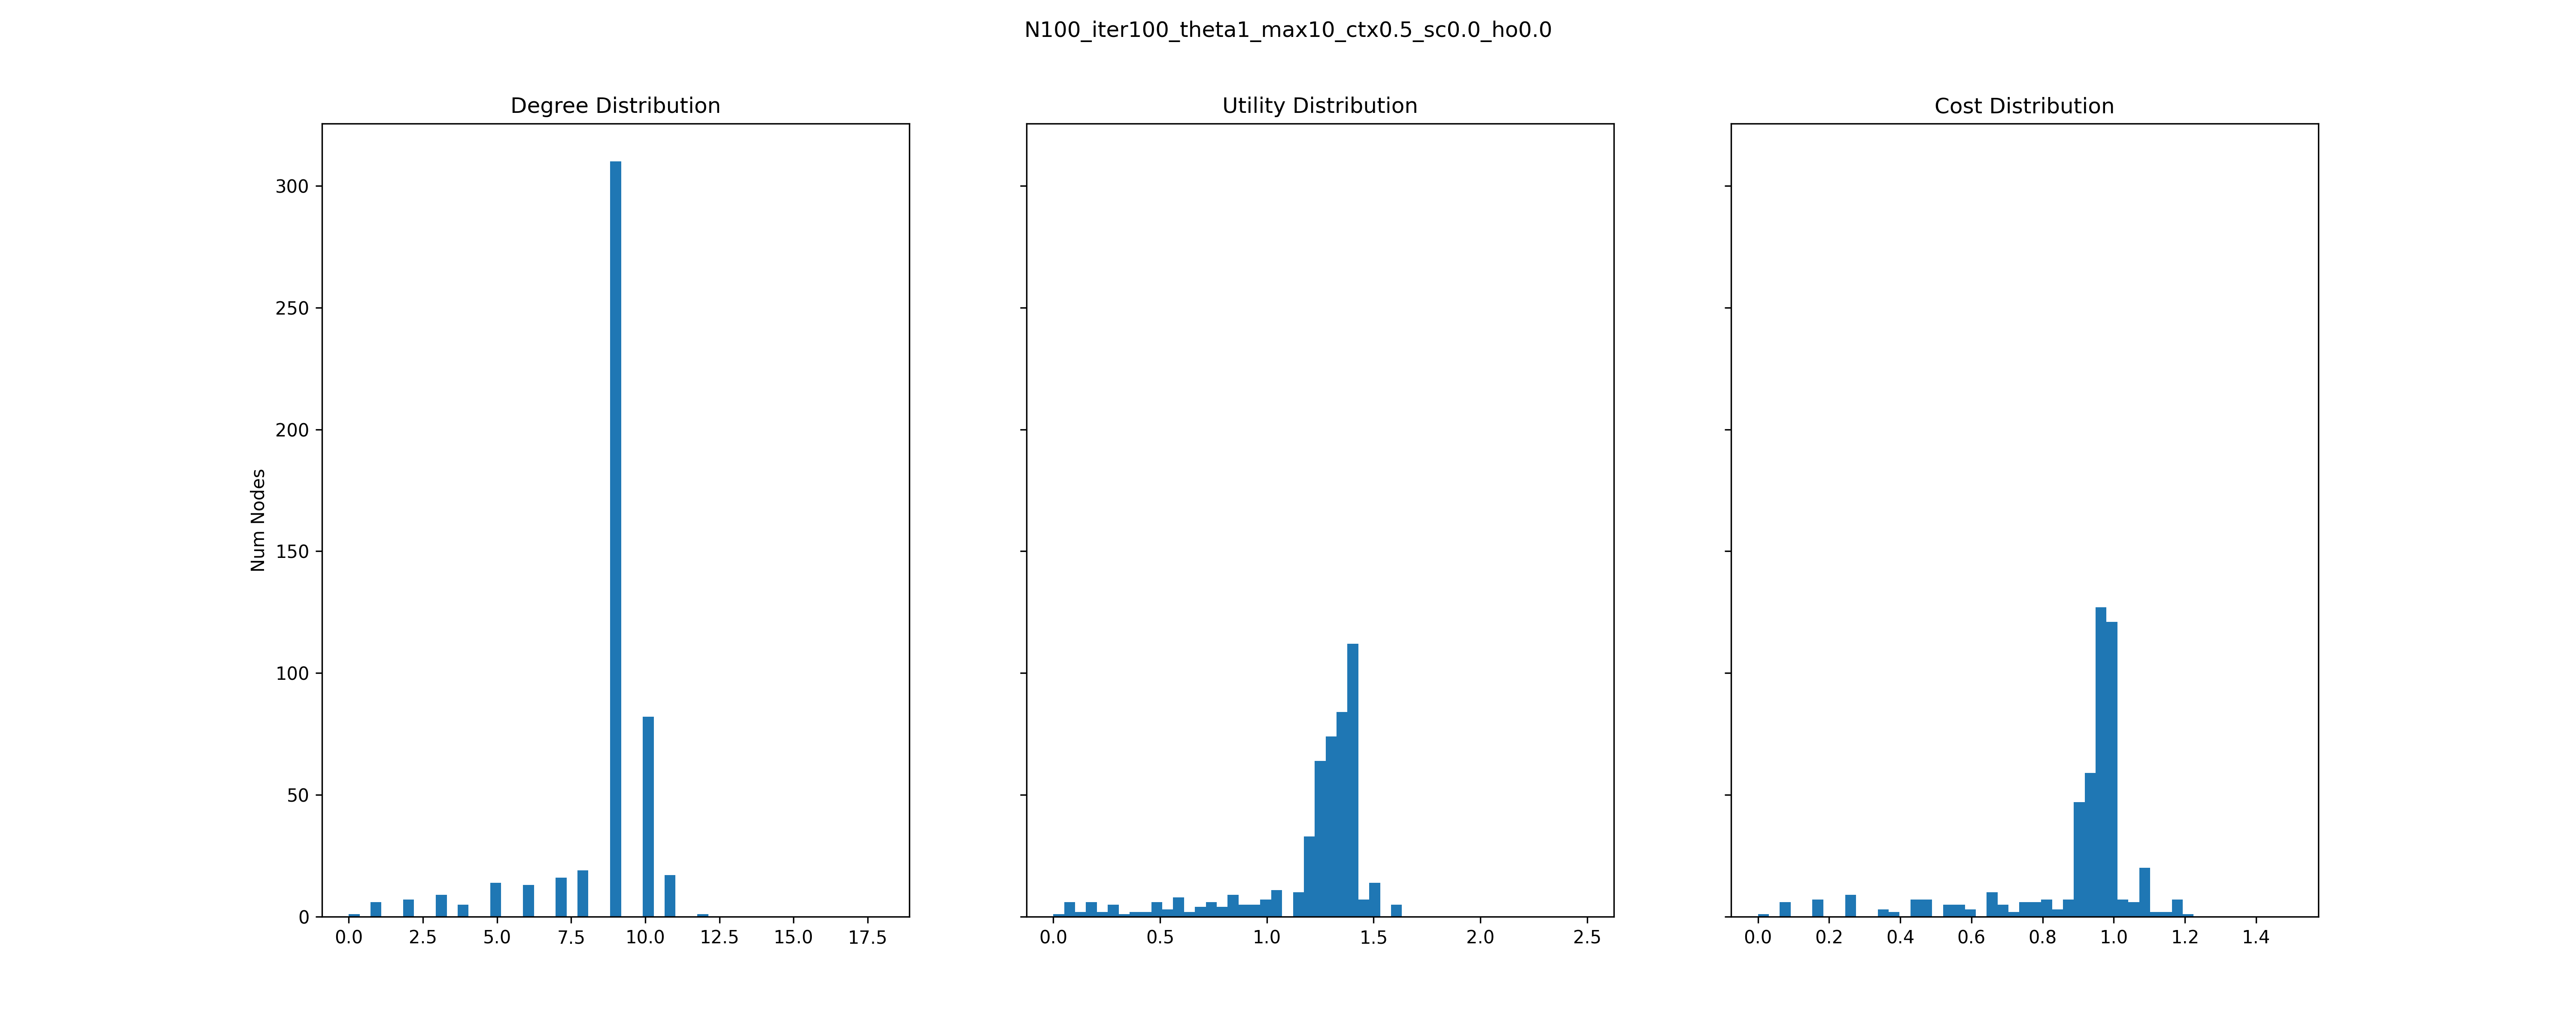 N100_iter100_theta1_max10_ctx0.5_sc0.0_ho0.0
Degree Distribution
Utility Distribution
Cost Distribution
Num Nodes
300
250
200
150
100
50
0
0.0 2.5 5.0 7.5 10.0 12.5 15.0 17.5
0.0 0.5 1.0 1.5 2.0 2.5
0.0 0.2 0.4 0.6 0.8 1.0 1.2 1.4